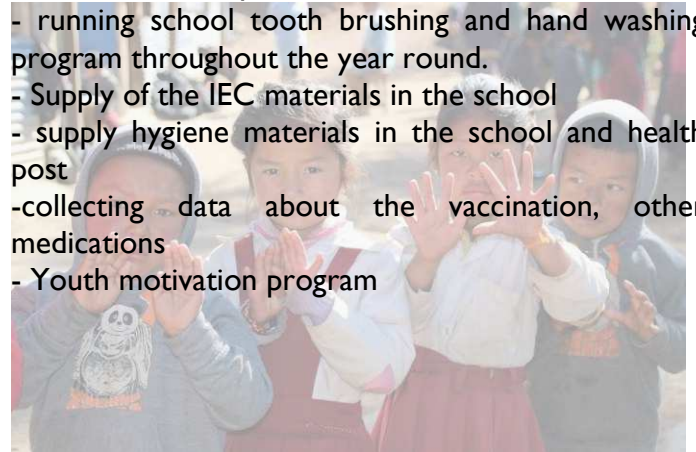 - running school tooth brushing and hand washing
program throughout the year round.
- Supply of the IEC materials in the school
- supply hygiene materials in the school and health
post
-collecting data about the vaccination, other
medications
- Youth motivation program